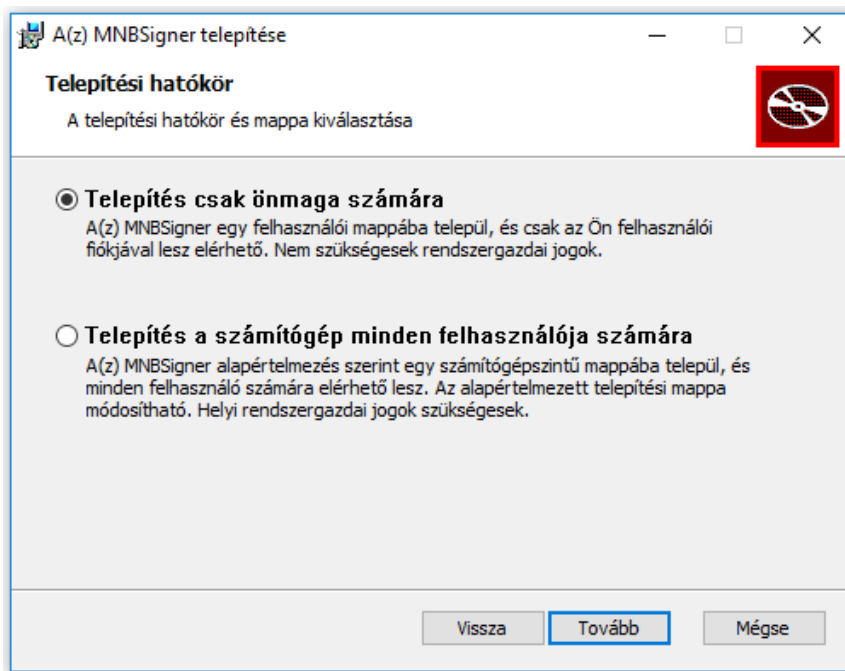 A(z) MNBSigner telepítése
Telepítési hatókör
A telepítési hatókör és mappa kiválasztása
Telepítés csak önmaga számára
A(z) MNBSigner egy felhasználói mappába települ, és csak az Ön felhasználói
fiókjával lesz elérhető. Nem szükségesek rendszergazdai jogok.
Telepítés a számítógép minden felhasználója számára
A(z) MNBSigner alapértelmezés szerint egy számítógépszintű mappába települ, és
minden felhasználó számára elérhető lesz. Az alapértelmezett telepítési mappa
módosítható. Helyi rendszergazdai jogok szükségesek.
Vissza Tovább Mégse